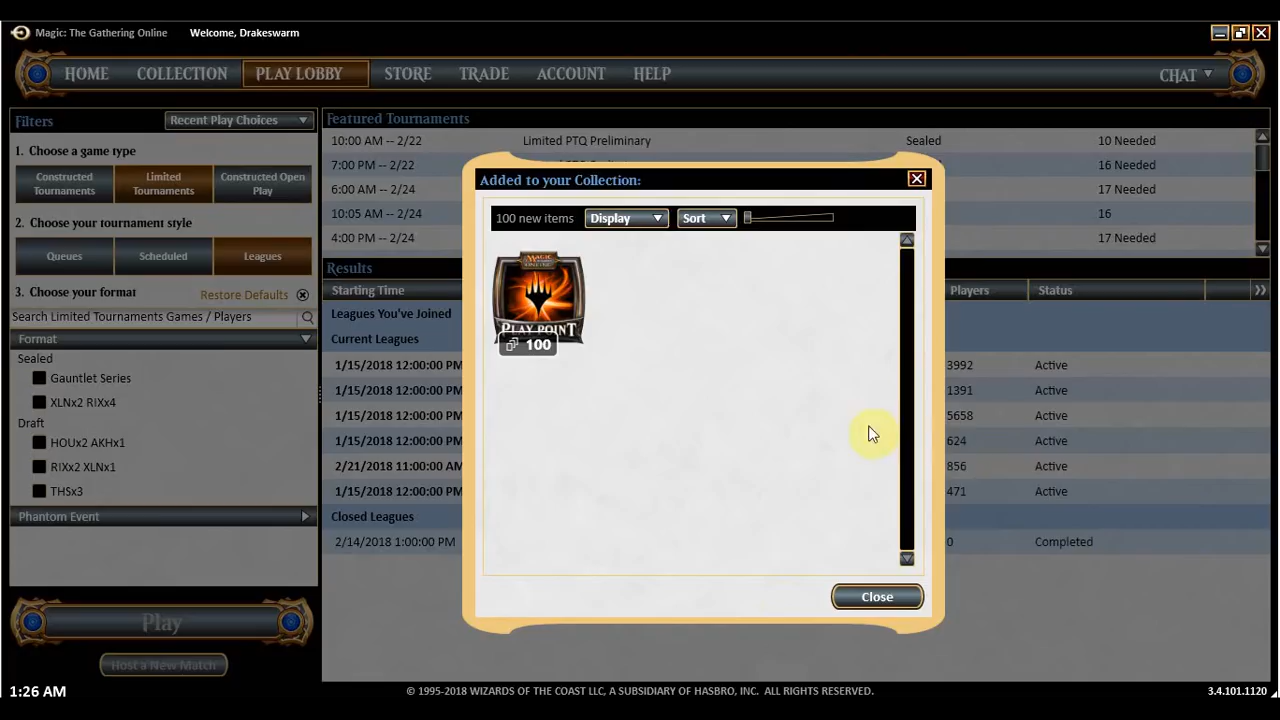 Magic: The Gathering Online
Welcome, Drakeswarm
HOME COLLECTION PLAY LOBBY STORE TRADE ACCOUNT HELP CHAT
Filters Recent Play Choices
1. Choose a game type
Constructed Tournaments
Limited Tournaments
Constructed Open Play
2. Choose your tournament style
Queues Scheduled Leagues
3. Choose your format Restore Defaults
Search Limited Tournaments Games / Players
Format
Sealed
Gauntlet Series
XLNx2 RIXx4
Draft
HOUx2 AKHx1
RIXx2 XLNx1
THSx3
Phantom Event
Play
Host a New Match
1:26 AM
Featured Tournaments
10:00 AM -- 2/22 Limited PTQ Preliminary Sealed 10 Needed
7:00 PM -- 2/22 16 Needed
6:00 AM -- 2/24 17 Needed
10:05 AM -- 2/24 16
4:00 PM -- 2/24 17 Needed
Results
Starting Time Players Status
Leagues You've Joined
Current Leagues
1/15/2018 12:00:00 PM 3992 Active
1/15/2018 12:00:00 PM 1391 Active
1/15/2018 12:00:00 PM 5658 Active
1/15/2018 12:00:00 PM 624 Active
2/21/2018 11:00:00 AM 856 Active
1/15/2018 12:00:00 PM 471 Active
Closed Leagues
2/14/2018 1:00:00 PM 0 Completed
Added to your Collection:
100 new items Display Sort
MAGIC
ONLINE
PLAY POINT
100
Close
© 1995-2018 WIZARDS OF THE COAST LLC, A SUBSIDIARY OF HASBRO, INC. ALL RIGHTS RESERVED.
3.4.101.1120